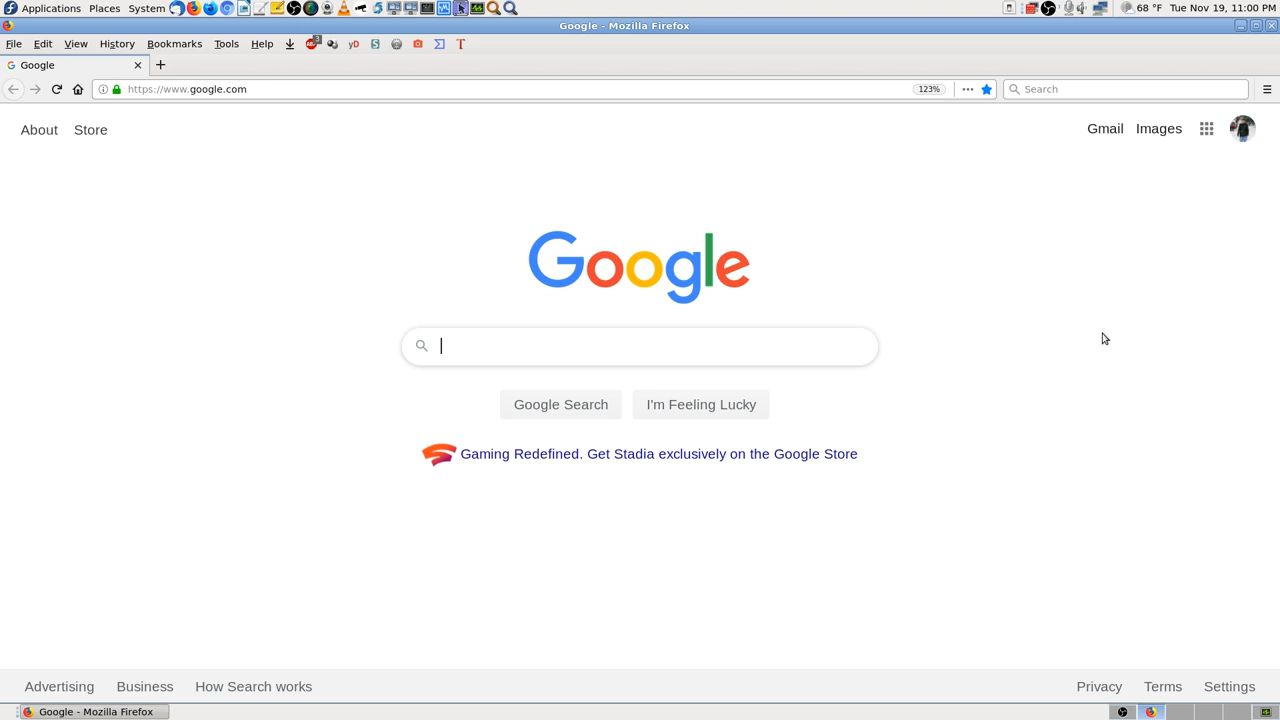 Applications Places System 68 °F Tue Nov 19, 11:00 PM
Google - Mozilla Firefox
File Edit View History Bookmarks Tools Help 3 yD S T
G Google
https://www.google.com 123% Search
About Store Gmail Images
Google
Google Search I'm Feeling Lucky
Gaming Redefined. Get Stadia exclusively on the Google Store
Advertising Business How Search works Privacy Terms Settings
Google - Mozilla Firefox